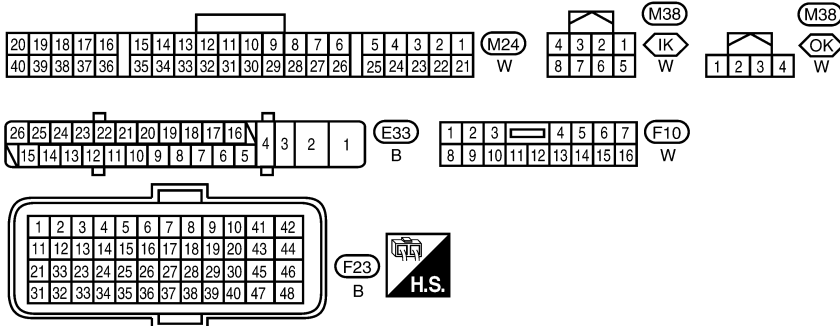 M38 M38
20 19 18 17 16 15 14 13 12 11 10 9 8 7 6 5 4 3 2 1 M24 4 3 2 1 IK OK
40 39 38 37 36 35 34 33 32 31 30 29 28 27 26 25 24 23 22 21 W 8 7 6 5 W 1 2 3 4 W
26 25 24 23 22 21 20 19 18 17 16 4 3 2 1 E33 1 2 3 4 5 6 7 F10
15 14 13 12 11 10 9 8 7 6 5 B 8 9 10 11 12 13 14 15 16 W
1 2 3 4 5 6 7 8 9 10 41 42
11 12 13 14 15 16 17 18 19 20 43 44
21 33 23 24 25 26 27 28 29 30 45 46 F23
31 32 33 34 35 36 37 38 39 40 47 48 B H.S.